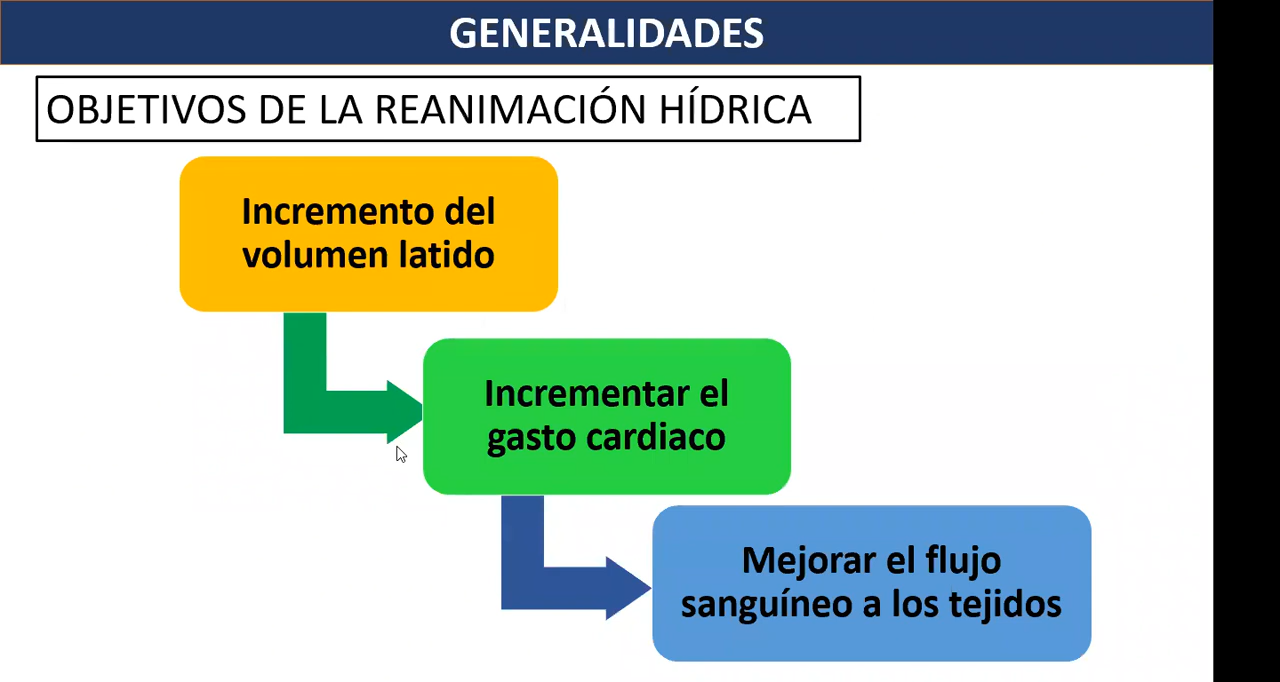 GENERALIDADES
OBJETIVOS DE LA REANIMACIÓN HÍDRICA
Incremento del
volumen latido
Incrementar el
gasto cardiaco
Mejorar el flujo
sanguíneo a los tejidos